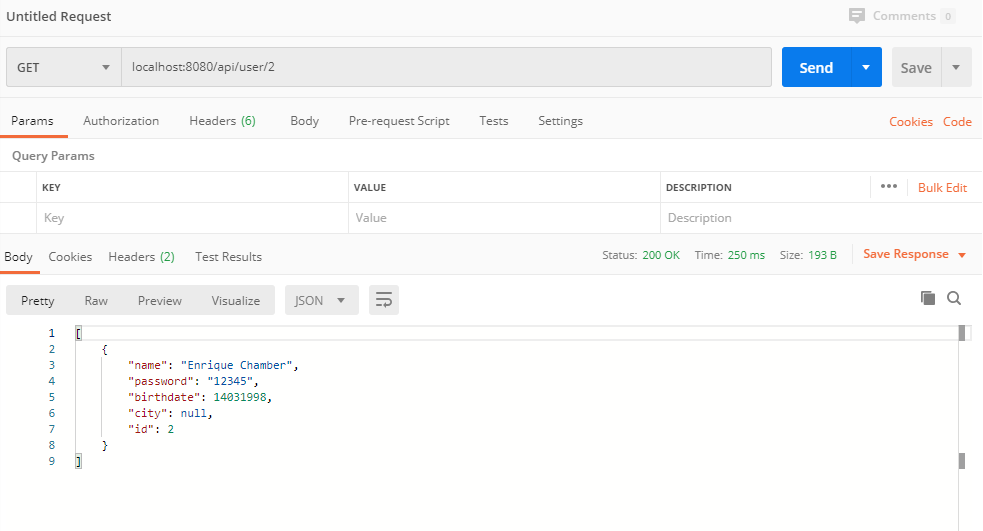 Untitled Request
Comments 0
GET localhost:8080/api/user/2 Send Save
Params Authorization Headers (6) Body Pre-request Script Tests Settings Cookies Code
Query Params
KEY VALUE DESCRIPTION ••• Bulk Edit
Key Value Description
Body Cookies Headers (2) Test Results Status: 200 OK Time: 250 ms Size: 193 B Save Response
Pretty Raw Preview Visualize JSON
1 [
2 {
3 "name": "Enrique Chamber",
4 "password": "12345",
5 "birthdate": 14031998,
6 "city": null,
7 "id": 2
8 }
9 ]